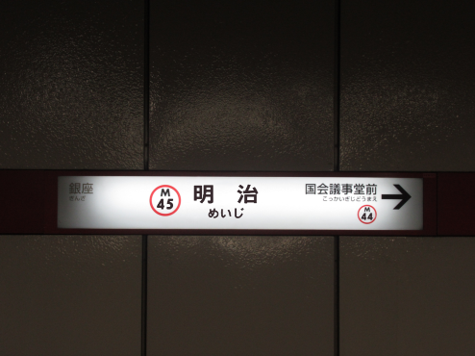 銀座
ぎんざ
M
45
明治
めいじ
国会議事堂前
こっかいぎじどうまえ
M
44